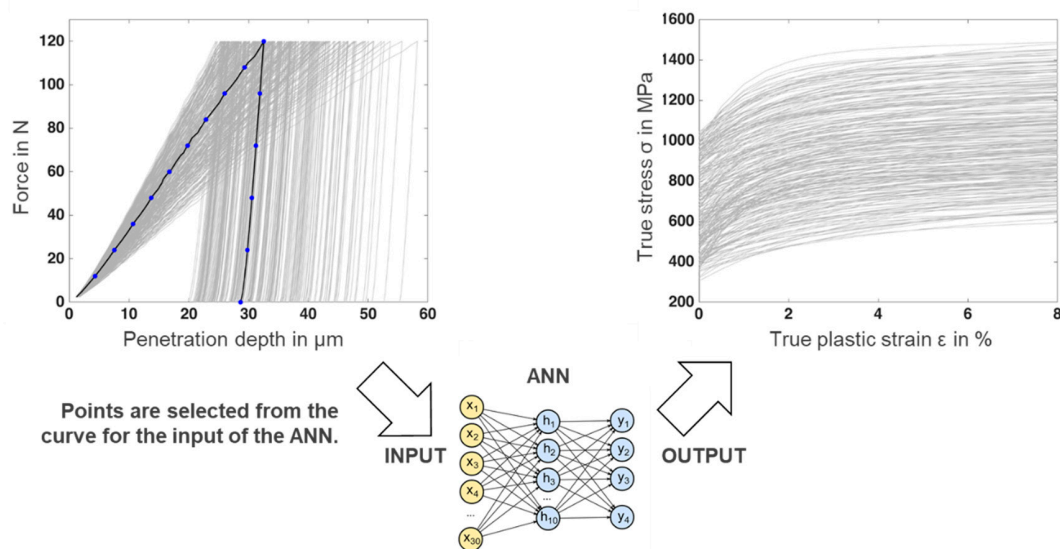 120
100
80
60
40
20
0
Force in N
0 10 20 30 40 50 60
Penetration depth in µm
1600
1400
1200
1000
800
600
400
200
True stress σ in MPa
0 2 4 6 8
True plastic strain ε in %
Points are selected from the
curve for the input of the ANN.
INPUT
ANN
x1
x2
x3
x4
...
x30
h1
h2
h3
...
h10
y1
y2
y3
y4
OUTPUT